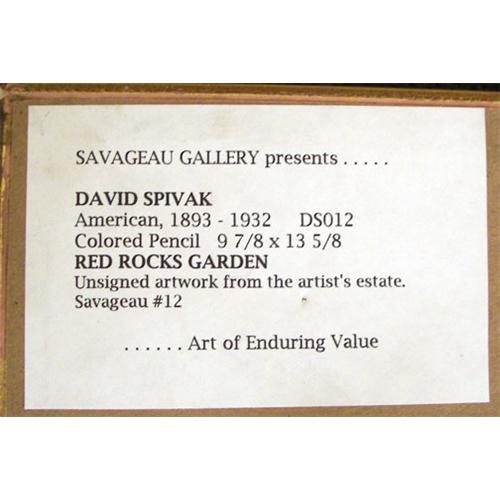 SAVAGEAU GALLERY presents . . . . .
DAVID SPIVAK
American, 1893 - 1932 DS012
Colored Pencil 9 7/8 x 13 5/8
RED ROCKS GARDEN
Unsigned artwork from the artist's estate.
Savageau #12
. . . . . . Art of Enduring Value